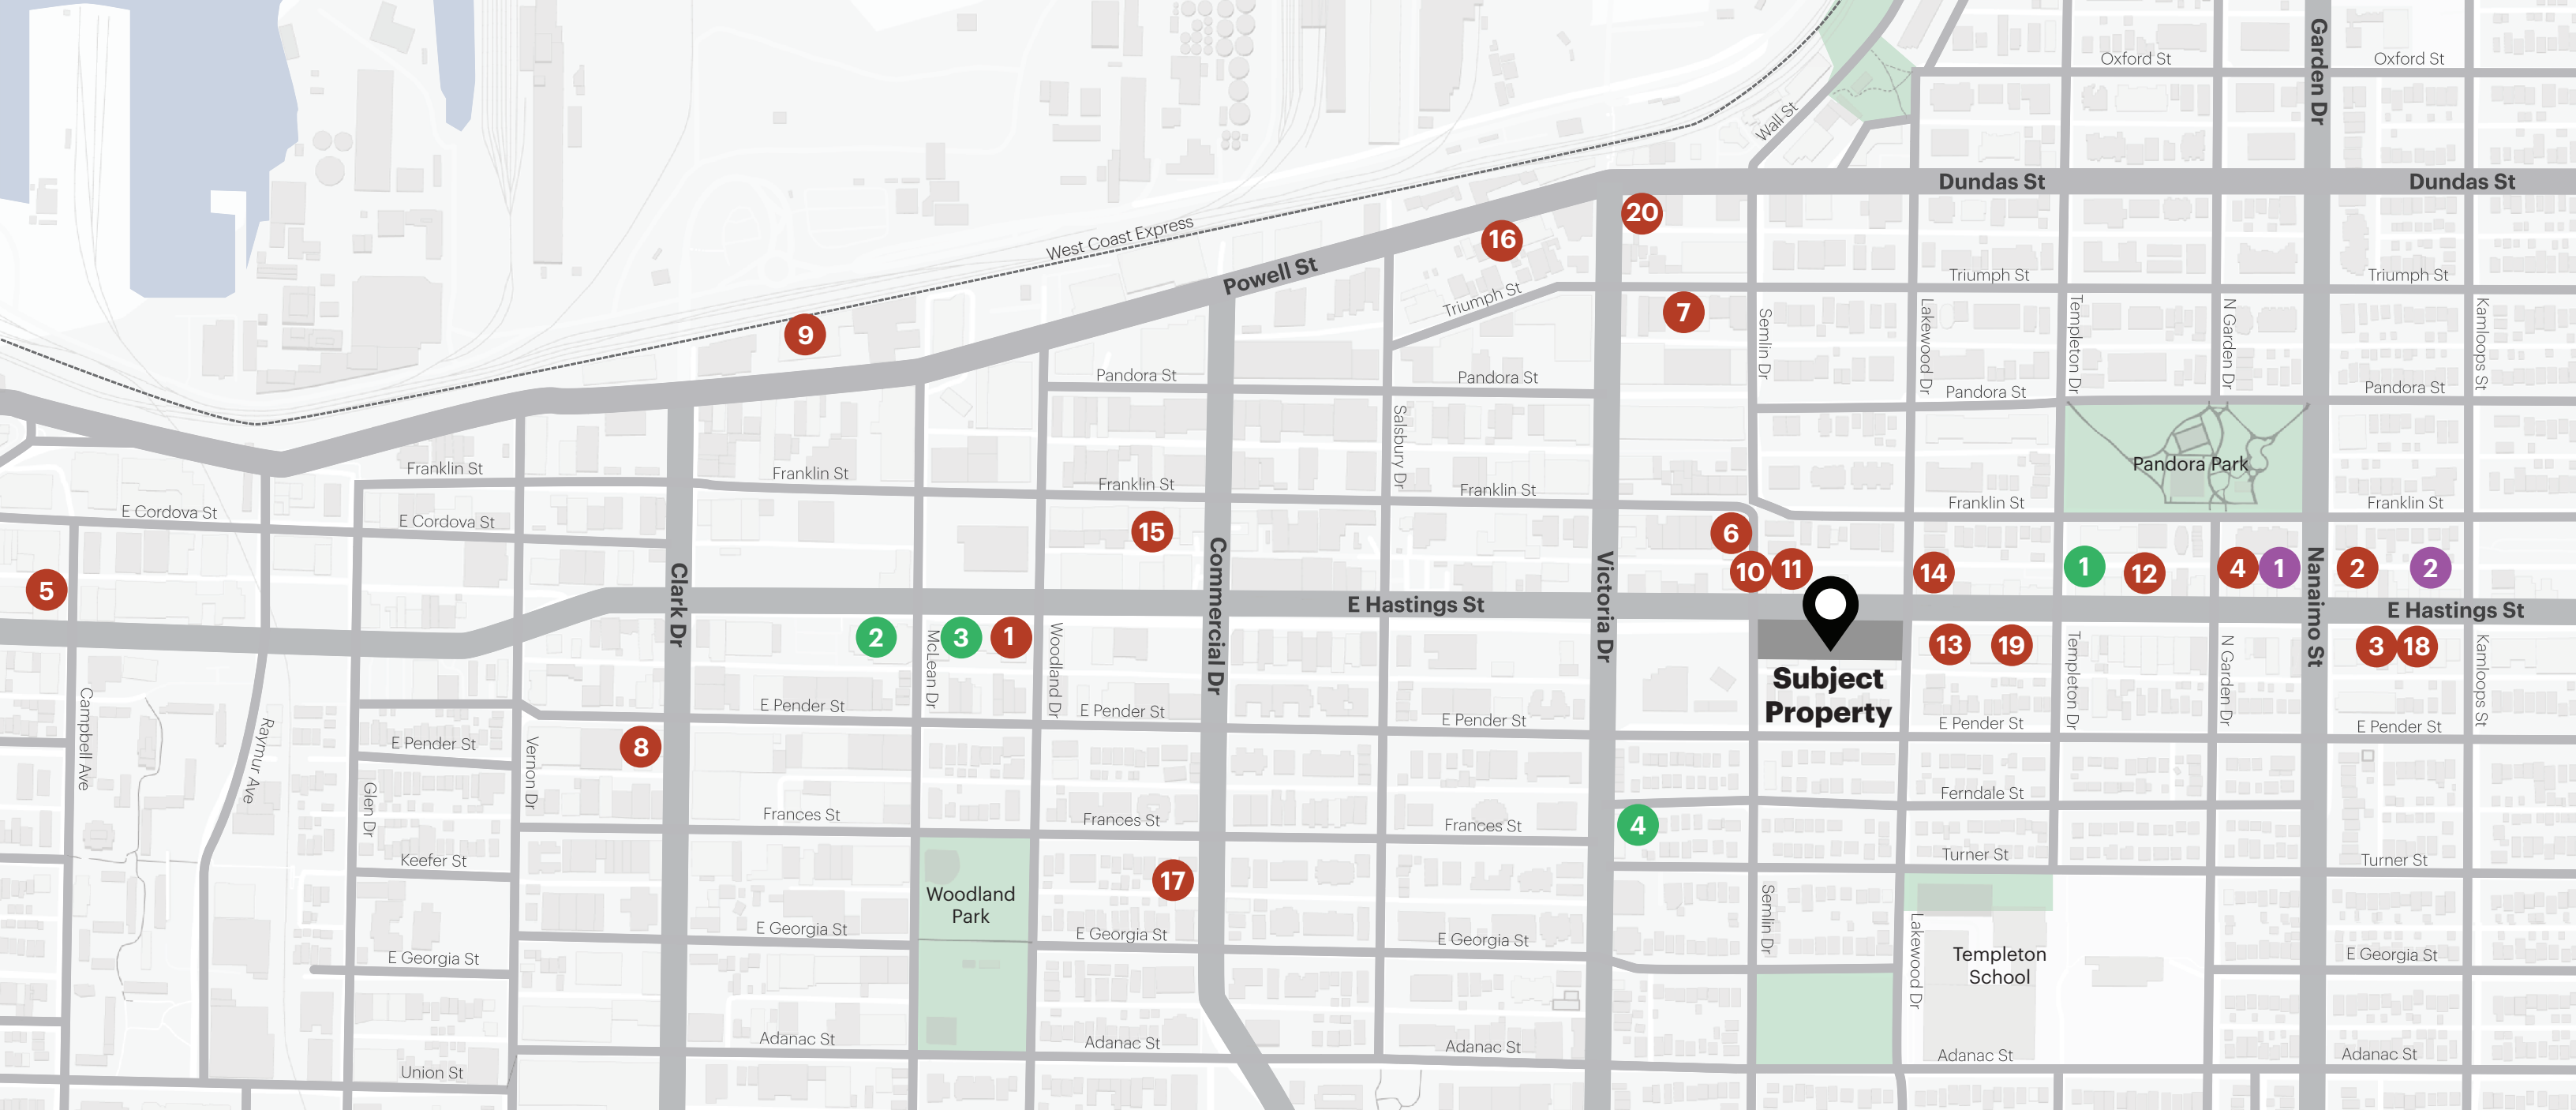 Oxford St
Oxford St
Garden Dr
Wall St
Dundas St
Dundas St
20
16
West Coast Express
Powell St
Triumph St
Triumph St
Triumph St
7
9
Semlin Dr
Lakewood Dr
Templeton Dr
N Garden Dr
Kamloops St
Pandora St
Pandora St
Pandora St
Pandora St
Salsbury Dr
Pandora Park
Franklin St
Franklin St
Franklin St
Franklin St
Franklin St
Franklin St
E Cordova St
E Cordova St
15
6
5
Clark Dr
Commercial Dr
Victoria Dr
Nanaimo St
10
11
14
1
12
4
1
2
2
E Hastings St
E Hastings St
2
McLean Dr
3
1
Woodland Dr
13
19
Templeton Dr
N Garden Dr
3
18
Kamloops St
Subject
Property
Campbell Ave
Raymur Ave
E Pender St
E Pender St
E Pender St
E Pender St
E Pender St
E Pender St
Vernon Dr
8
Glen Dr
Ferndale St
Frances St
Frances St
Frances St
4
Keefer St
Turner St
Turner St
17
Woodland
Park
Semlin Dr
Lakewood Dr
E Georgia St
E Georgia St
E Georgia St
E Georgia St
E Georgia St
Templeton
School
Adanac St
Adanac St
Adanac St
Adanac St
Adanac St
Union St